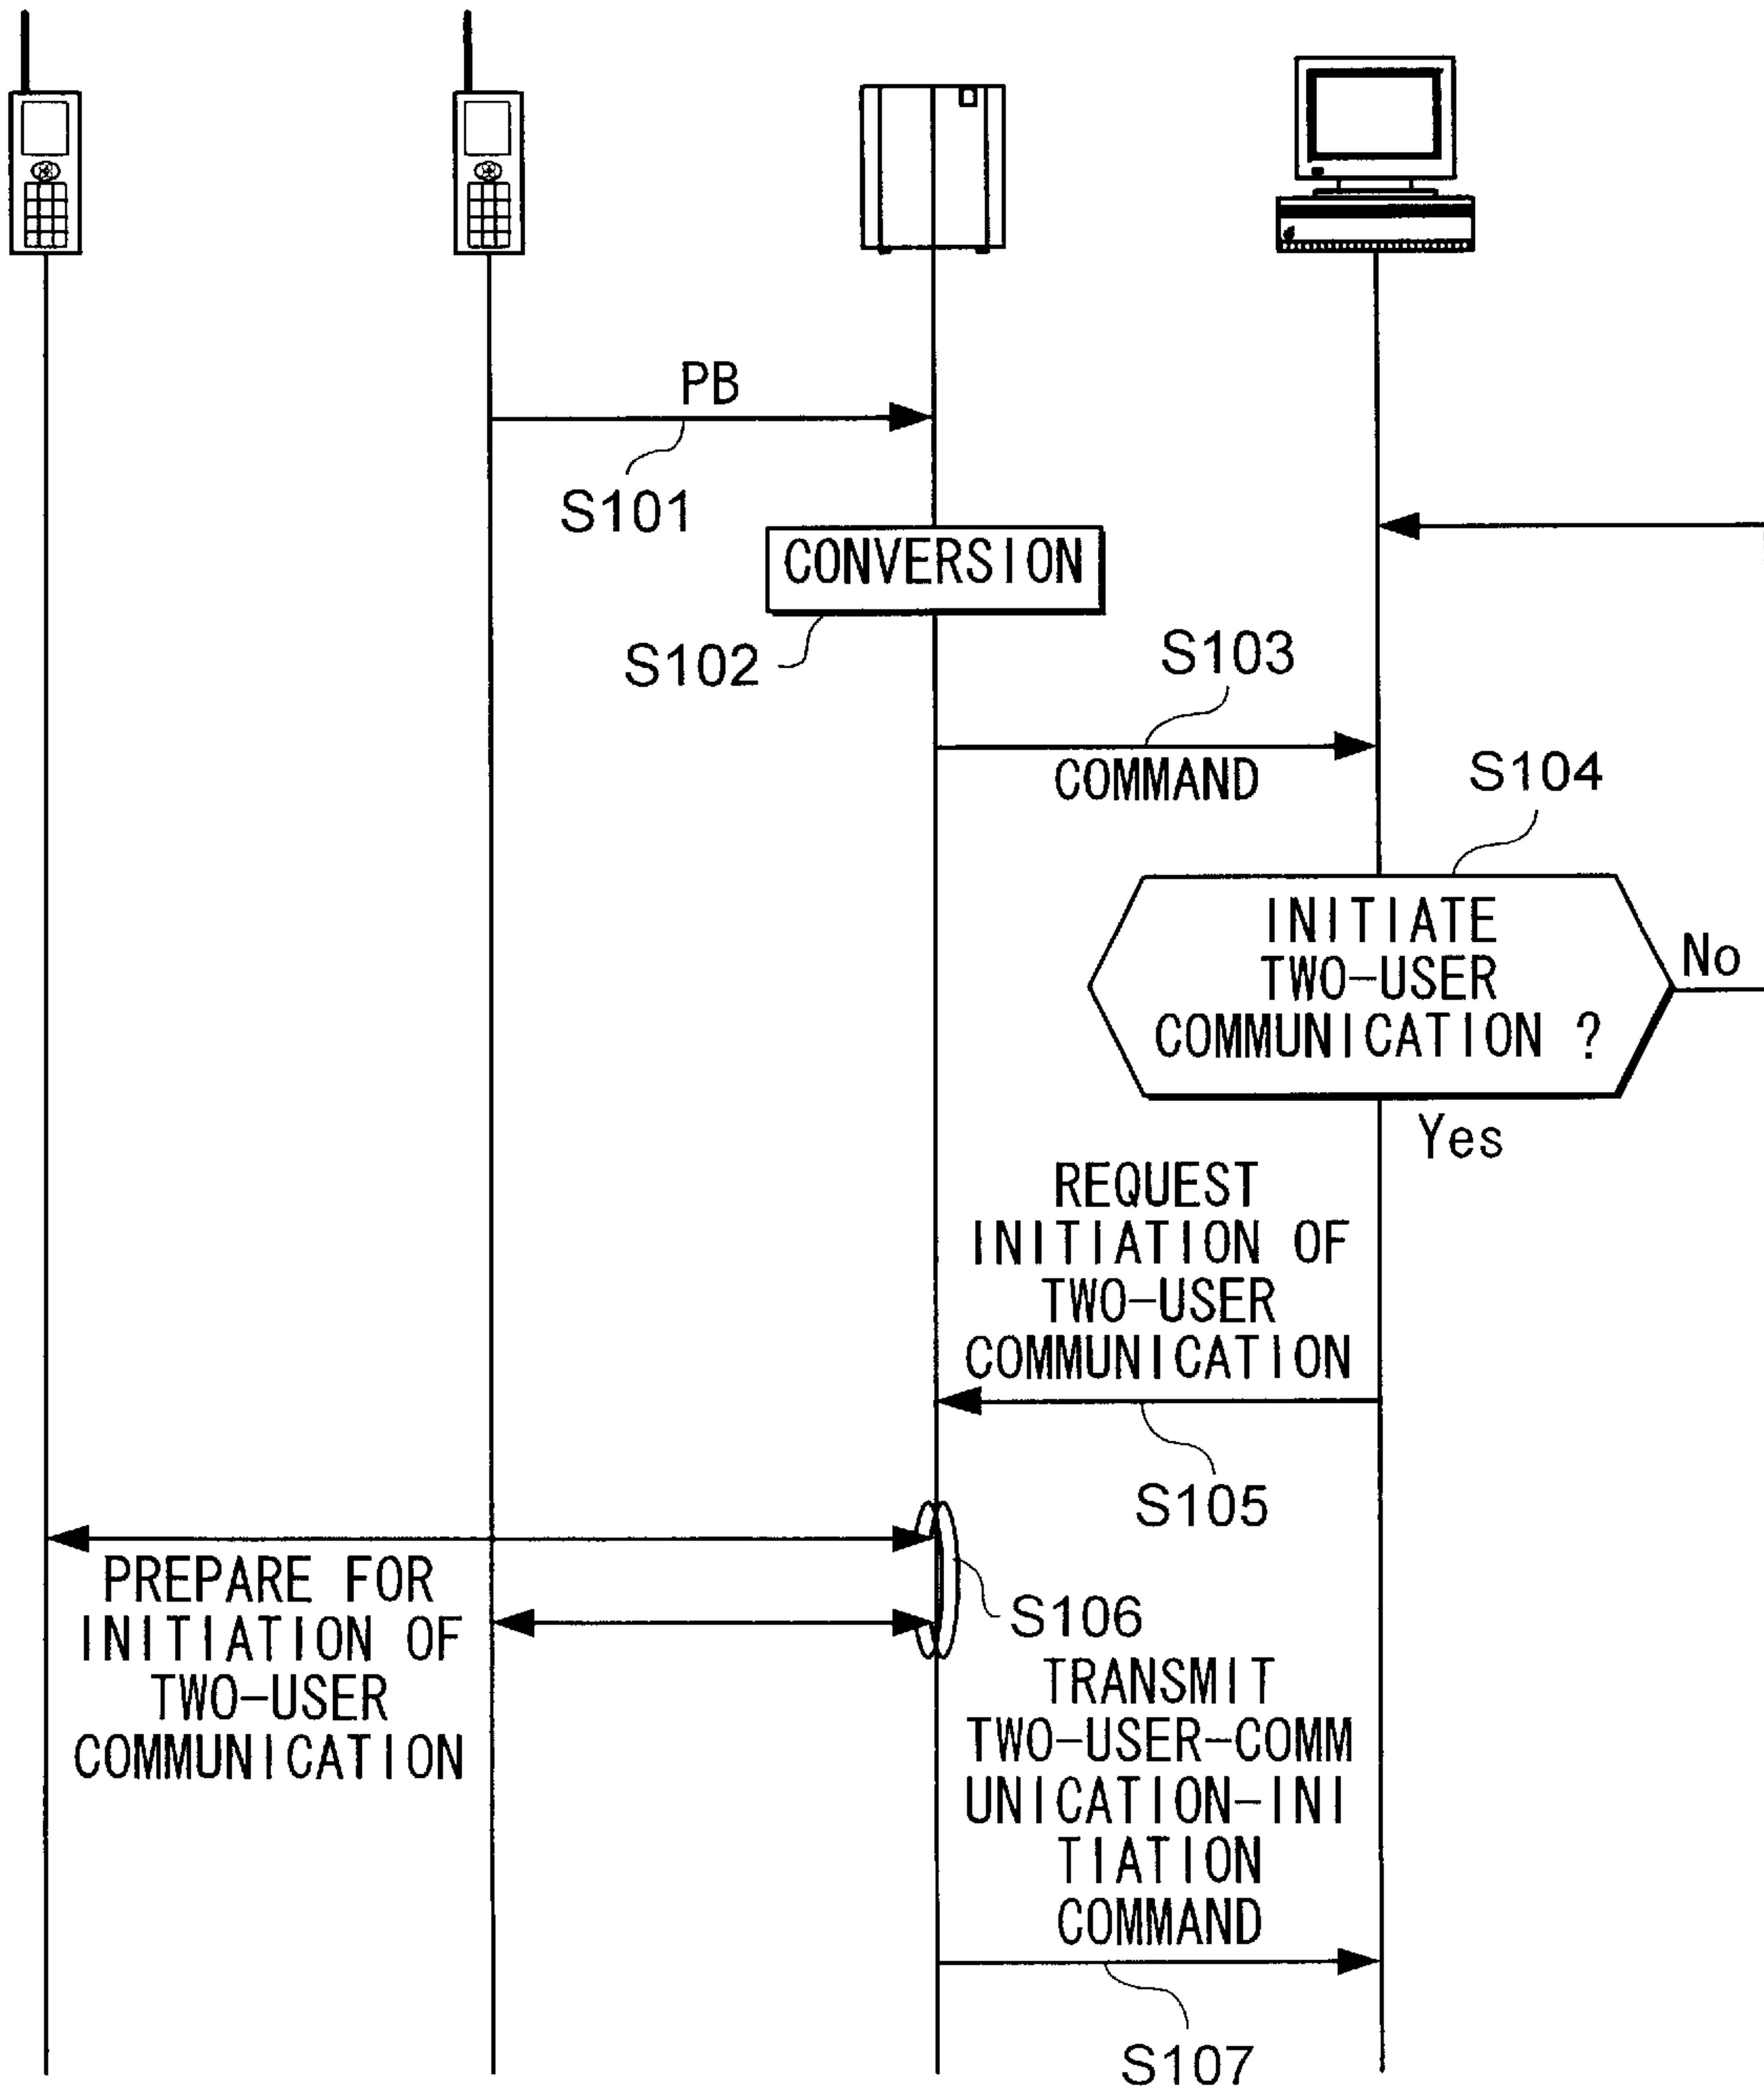 PB
S101
CONVERSION
S102
S103
COMMAND
S104
INITIATE
TWO-USER
COMMUNICATION ?
No
Yes
REQUEST
INITIATION OF
TWO-USER
COMMUNICATION
S105
PREPARE FOR
INITIATION OF
TWO-USER
COMMUNICATION
S106
TRANSMIT
TWO-USER-COMM
UNICATION-INI
TIATION
COMMAND
S107